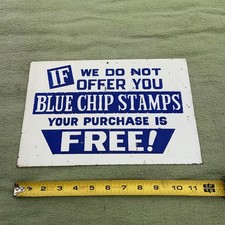 IF WE DO NOT
OFFER YOU
BLUE CHIP STAMPS
YOUR PURCHASE IS
FREE!
1 2 3 4 5 6 7 8 9 10 11